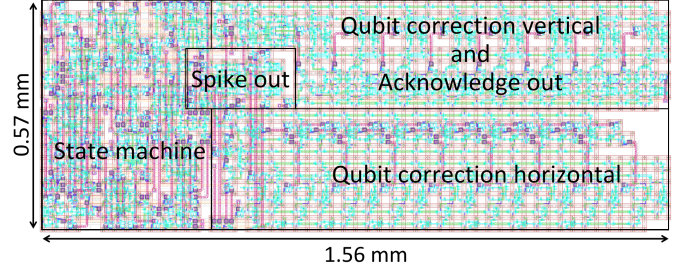 Qubit correction vertical
and
Acknowledge out
Spike out
State machine
Qubit correction horizontal
0.57 mm
1.56 mm